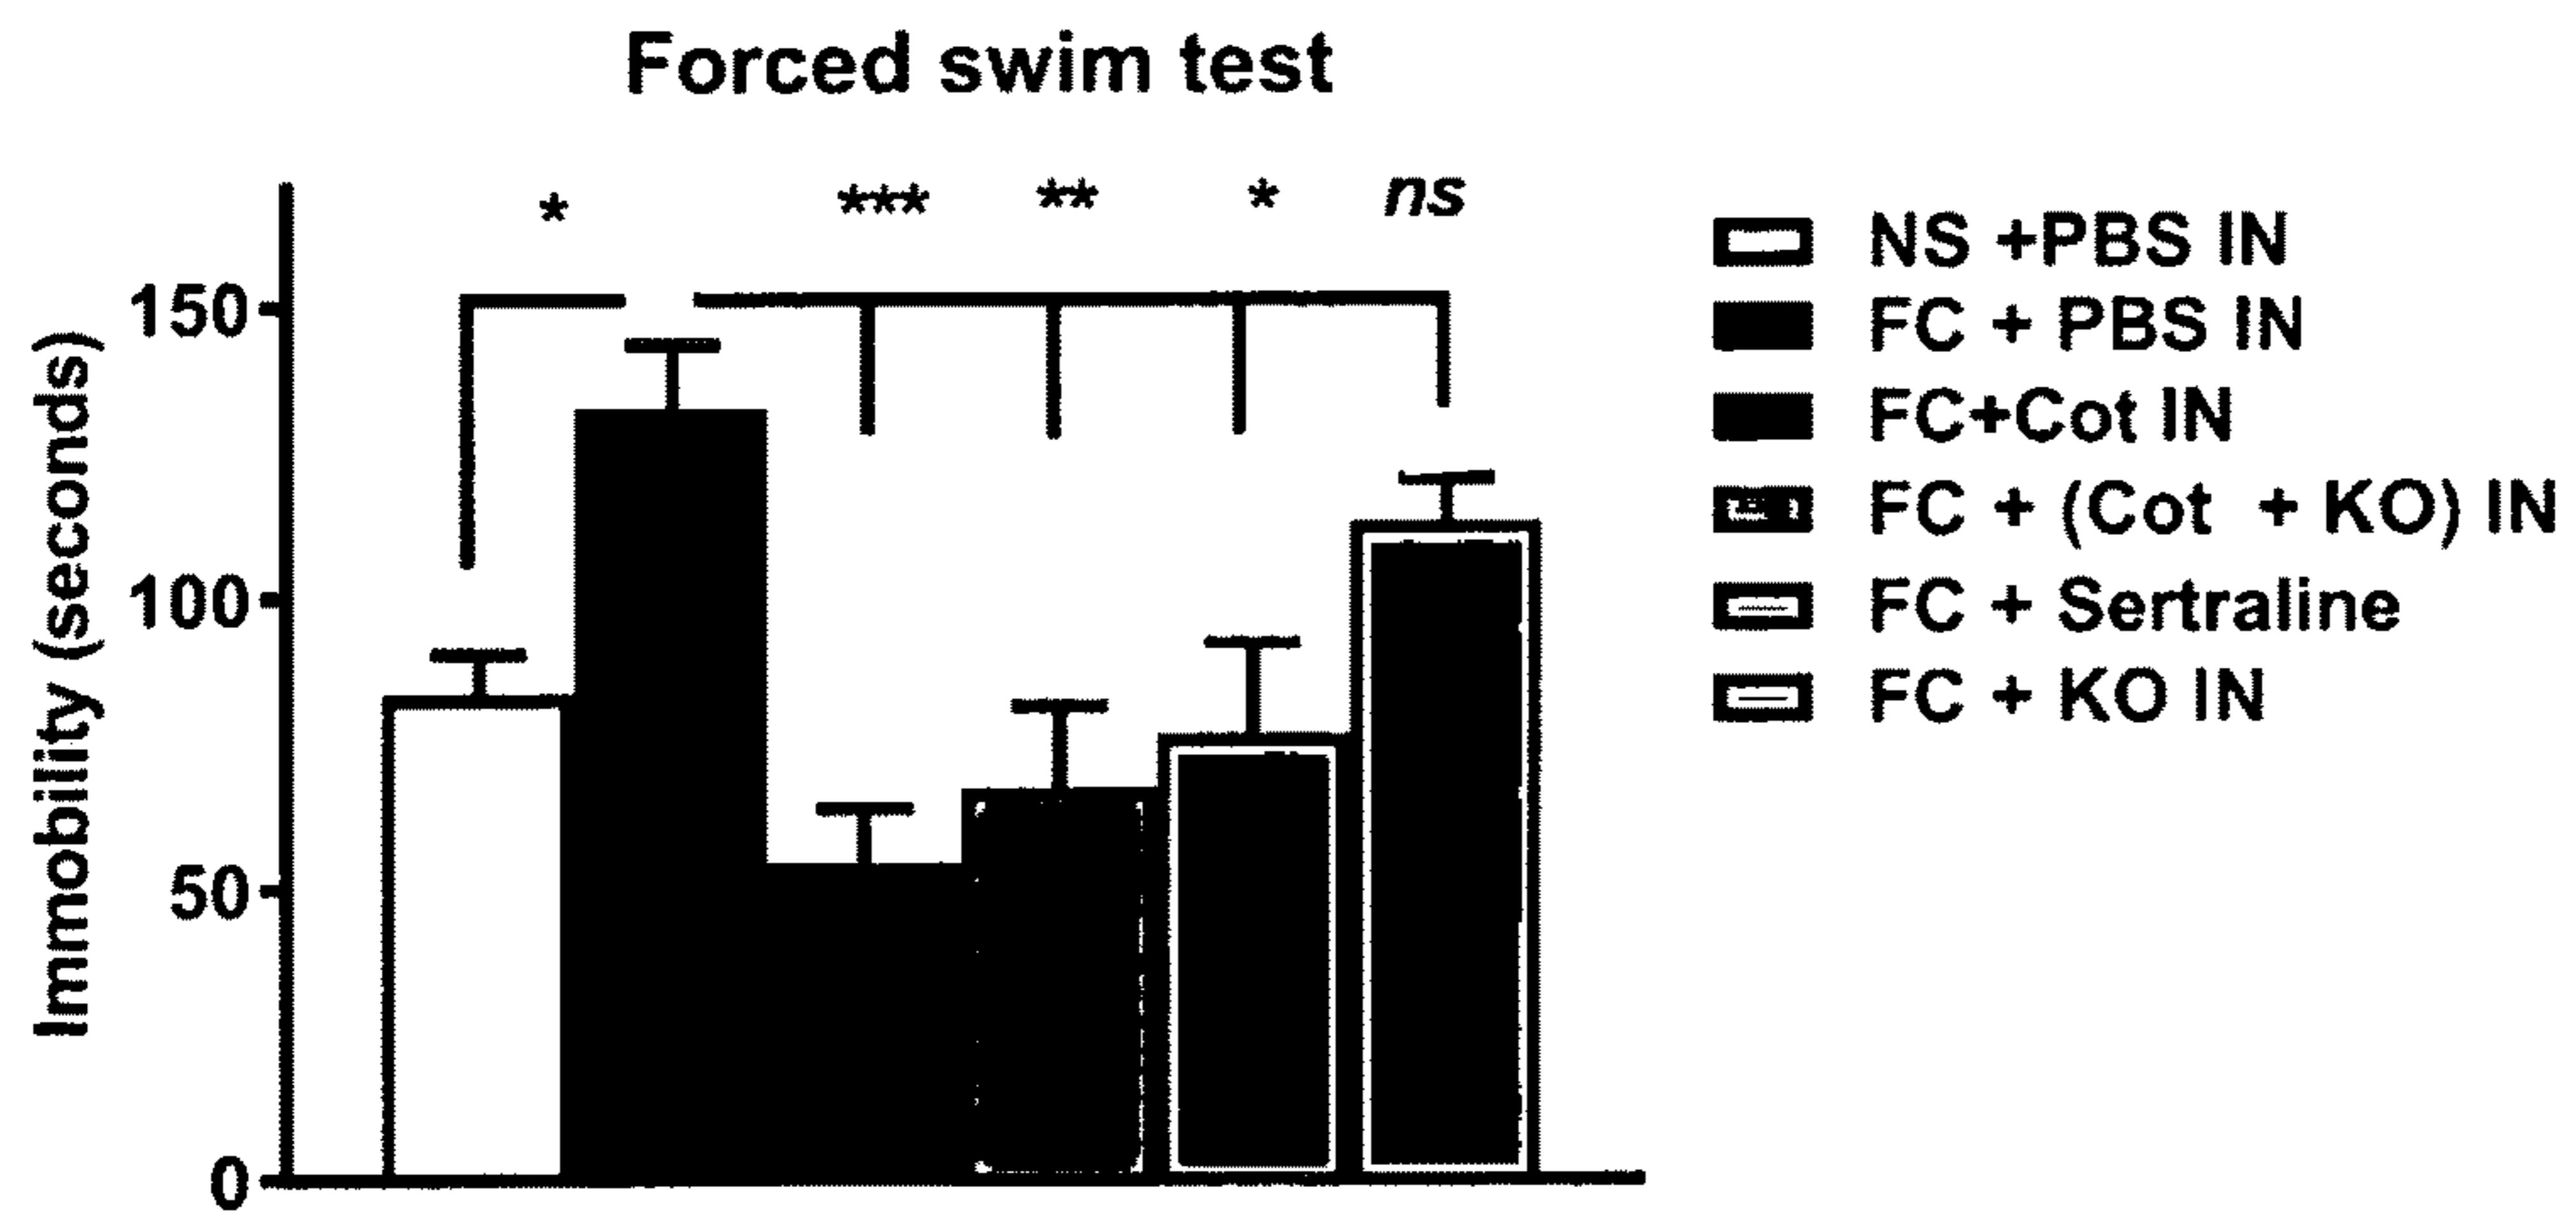 Forced swim test
* *** ** * ns
Immobility (seconds)
150
100
50
0
NS +PBS IN
FC + PBS IN
FC+Cot IN
FC + (Cot + KO) IN
FC + Sertraline
FC + KO IN